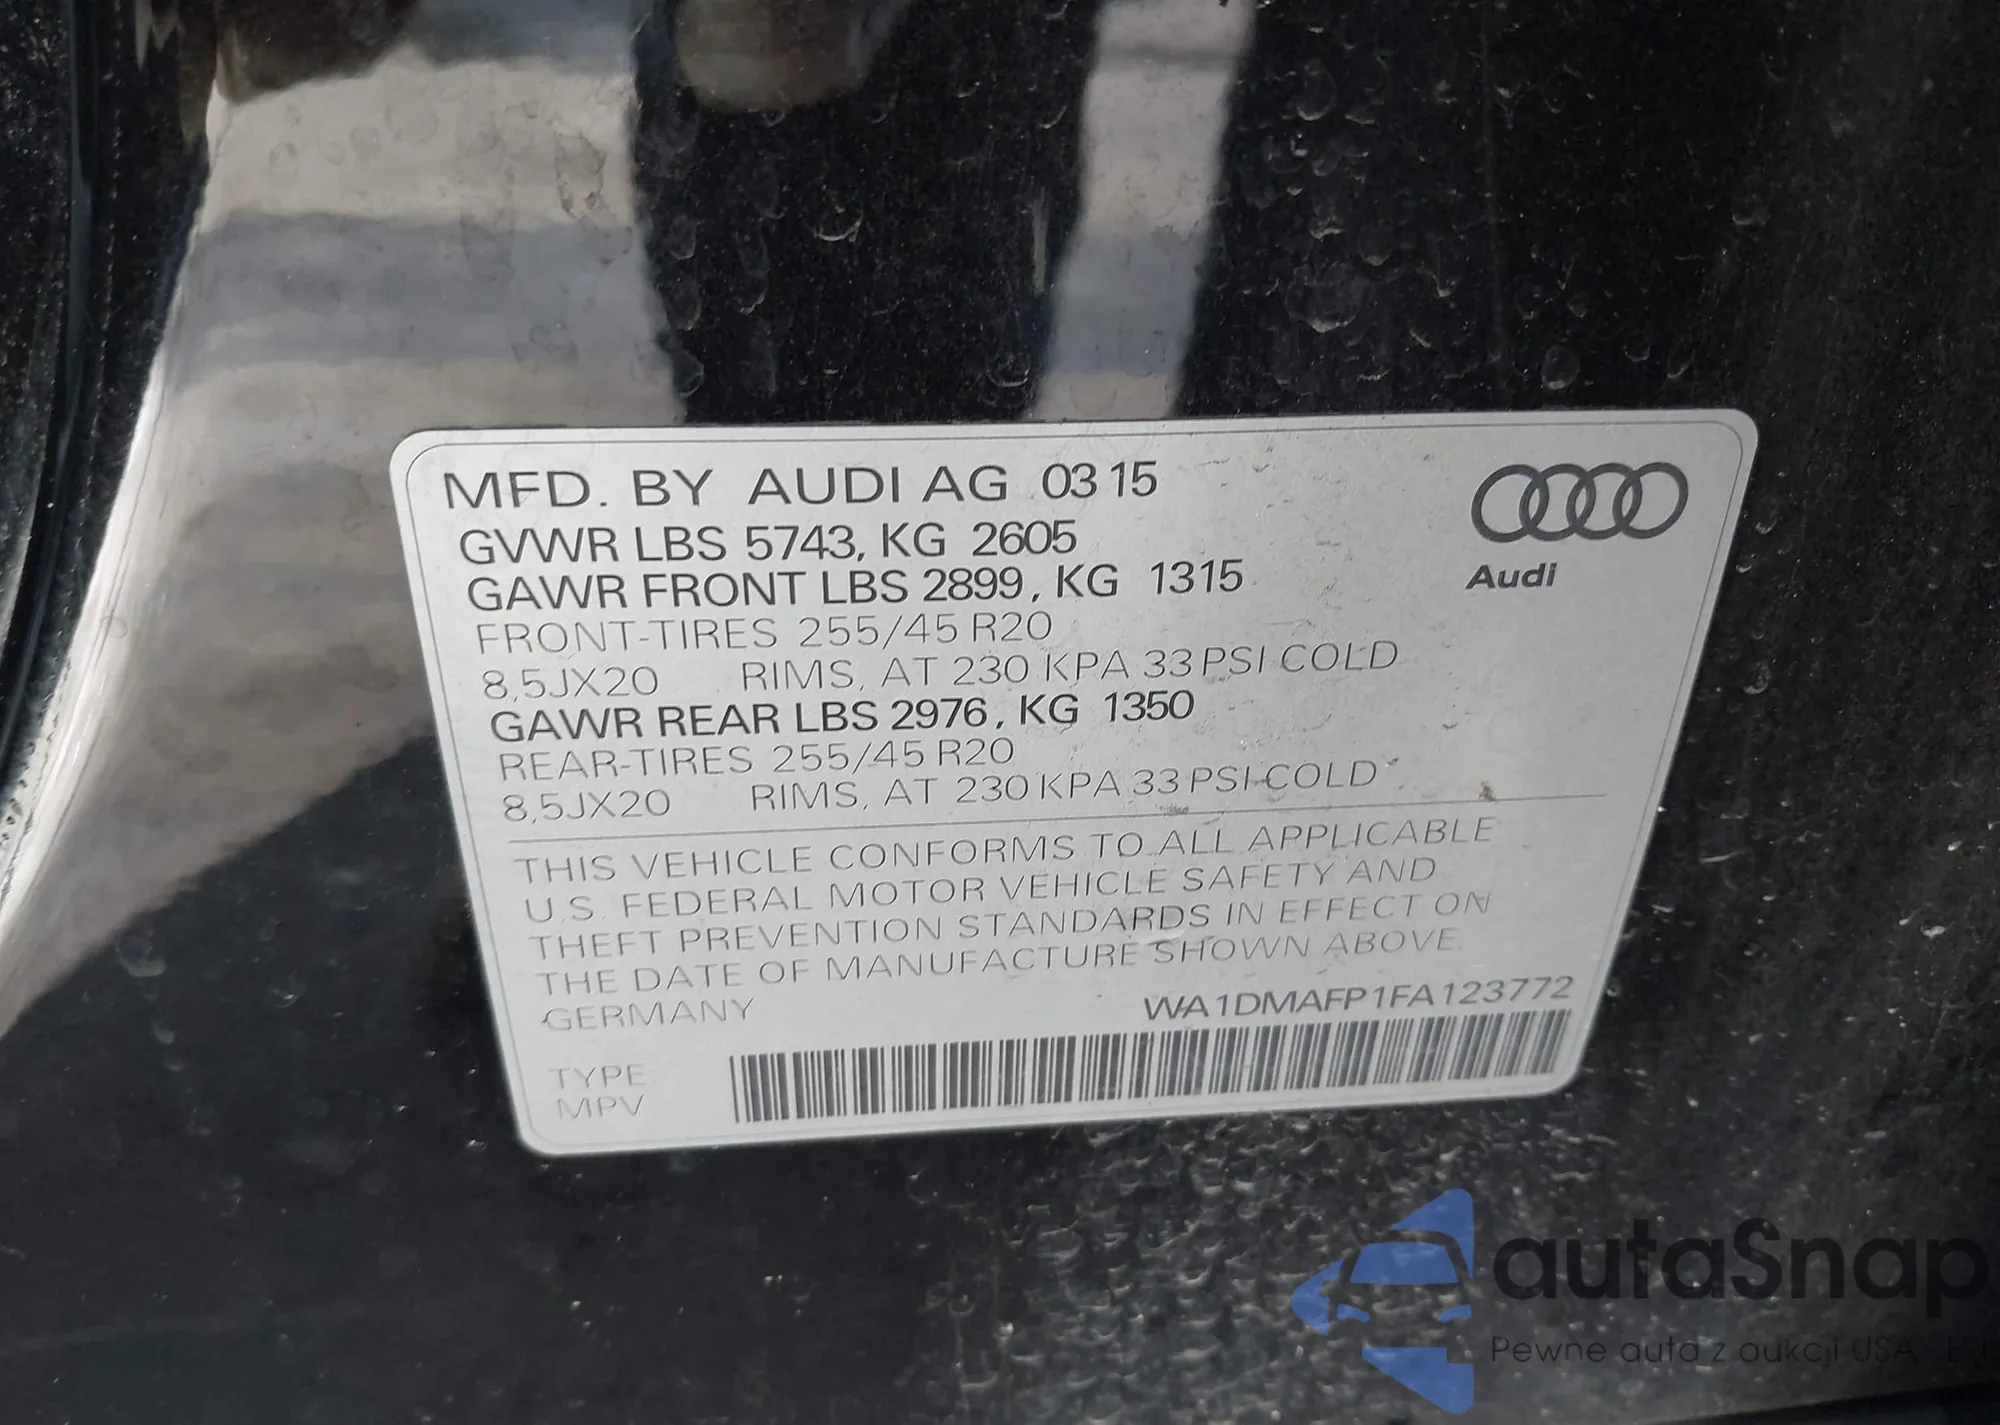 MFD. BY AUDI AG 03 15
GVWR LBS 5743, KG 2605
GAWR FRONT LBS 2899, KG 1315
FRONT-TIRES 255/45 R20
8,5JX20 RIMS, AT 230 KPA 33 PSI COLD
GAWR REAR LBS 2976, KG 1350
REAR-TIRES 255/45 R20
8,5JX20 RIMS, AT 230 KPA 33 PSI COLD
Audi
THIS VEHICLE CONFORMS TO ALL APPLICABLE
U.S. FEDERAL MOTOR VEHICLE SAFETY AND
THEFT PREVENTION STANDARDS IN EFFECT ON
THE DATE OF MANUFACTURE SHOWN ABOVE.
GERMANY WA1DMAFP1FA123772
TYPE
MPV
autaSnap
Pewne auta z aukcji USA